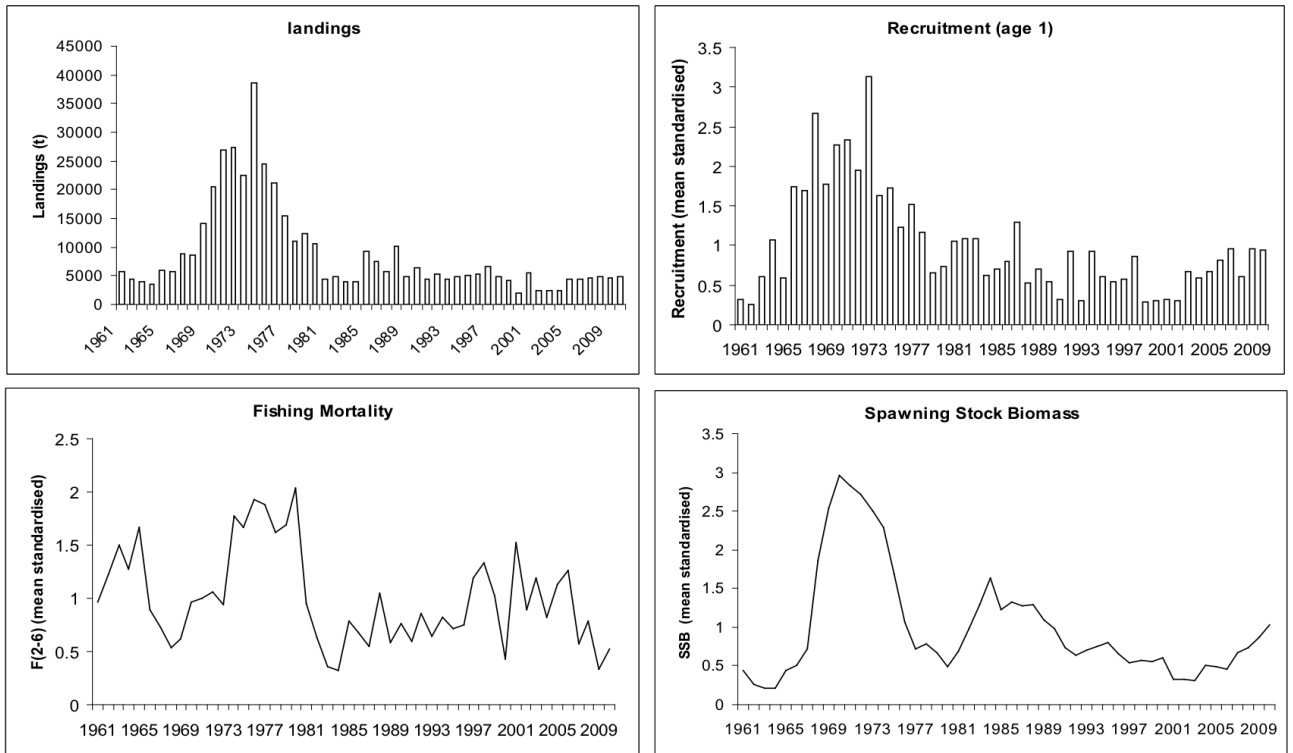 landings
Landings (t)
45000
40000
35000
30000
25000
20000
15000
10000
5000
0
1961 1965 1969 1973 1977 1981 1985 1989 1993 1997 2001 2005 2009
Recruitment (age 1)
Recruitment (mean standardised)
3.5
3
2.5
2
1.5
1
0.5
0
1961 1965 1969 1973 1977 1981 1985 1989 1993 1997 2001 2005 2009
Fishing Mortality
F(2-6) (mean standardised)
2.5
2
1.5
1
0.5
0
1961 1965 1969 1973 1977 1981 1985 1989 1993 1997 2001 2005 2009
Spawning Stock Biomass
SSB (mean standardised)
3.5
3
2.5
2
1.5
1
0.5
0
1961 1965 1969 1973 1977 1981 1985 1989 1993 1997 2001 2005 2009